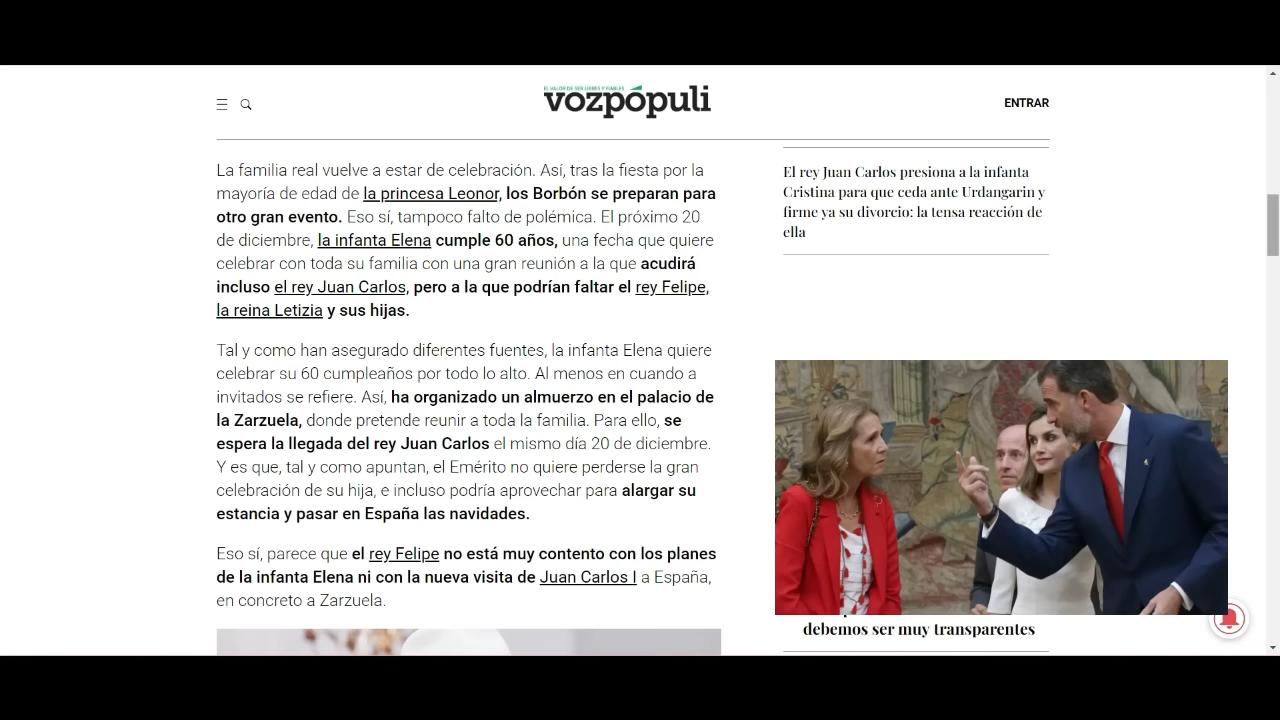 EL VALOR DE SER LIBRES Y FIABLES
vozpópuli
ENTRAR
La familia real vuelve a estar de celebración. Así, tras la fiesta por la
mayoría de edad de la princesa Leonor, los Borbón se preparan para
otro gran evento. Eso sí, tampoco falto de polémica. El próximo 20
de diciembre, la infanta Elena cumple 60 años, una fecha que quiere
celebrar con toda su familia con una gran reunión a la que acudirá
incluso el rey Juan Carlos, pero a la que podrían faltar el rey Felipe,
la reina Letizia y sus hijas.
Tal y como han asegurado diferentes fuentes, la infanta Elena quiere
celebrar su 60 cumpleaños por todo lo alto. Al menos en cuando a
invitados se refiere. Así, ha organizado un almuerzo en el palacio de
la Zarzuela, donde pretende reunir a toda la familia. Para ello, se
espera la llegada del rey Juan Carlos el mismo día 20 de diciembre.
Y es que, tal y como apuntan, el Emérito no quiere perderse la gran
celebración de su hija, e incluso podría aprovechar para alargar su
estancia y pasar en España las navidades.
Eso sí, parece que el rey Felipe no está muy contento con los planes
de la infanta Elena ni con la nueva visita de Juan Carlos I a España,
en concreto a Zarzuela.
El rey Juan Carlos presiona a la infanta
Cristina para que ceda ante Urdangarin y
firme ya su divorcio: la tensa reacción de
ella
debemos ser muy transparentes